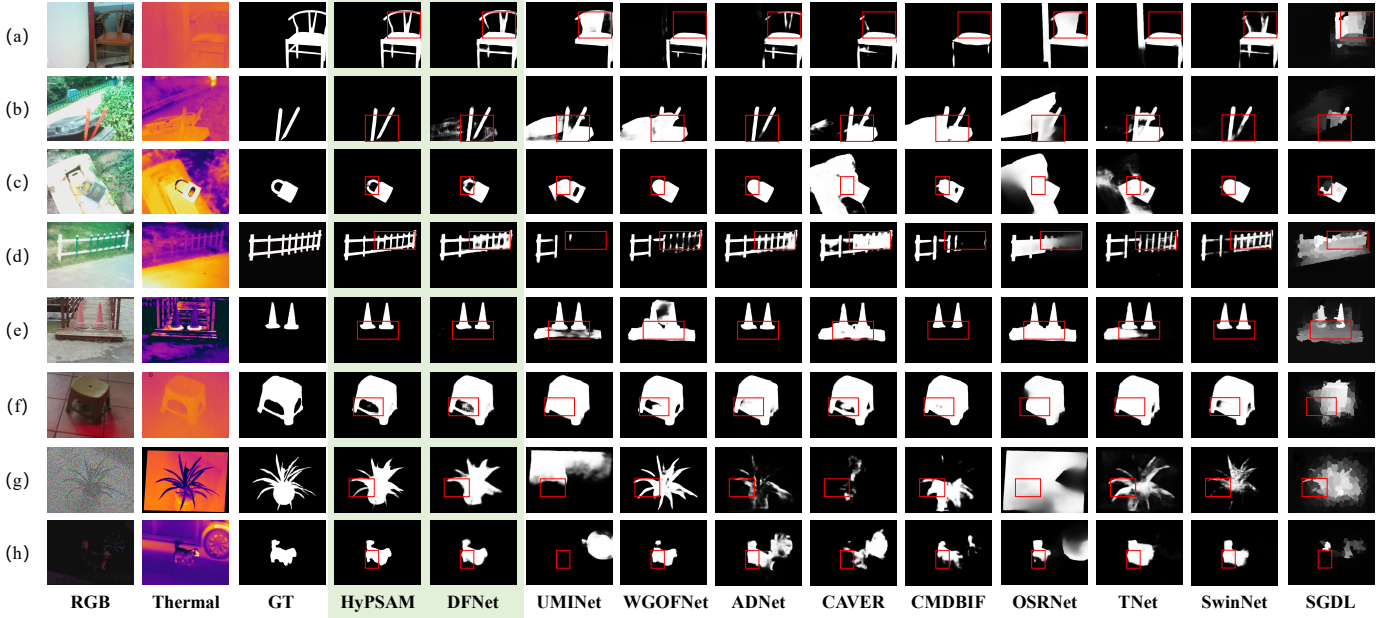 (a)
(b)
(c)
(d)
(e)
(f)
(g)
(h)
RGB Thermal GT HyPSAM DFNet UMINet WGOFNet ADNet CAVER CMDBIF OSRNet TNet SwinNet SGDL